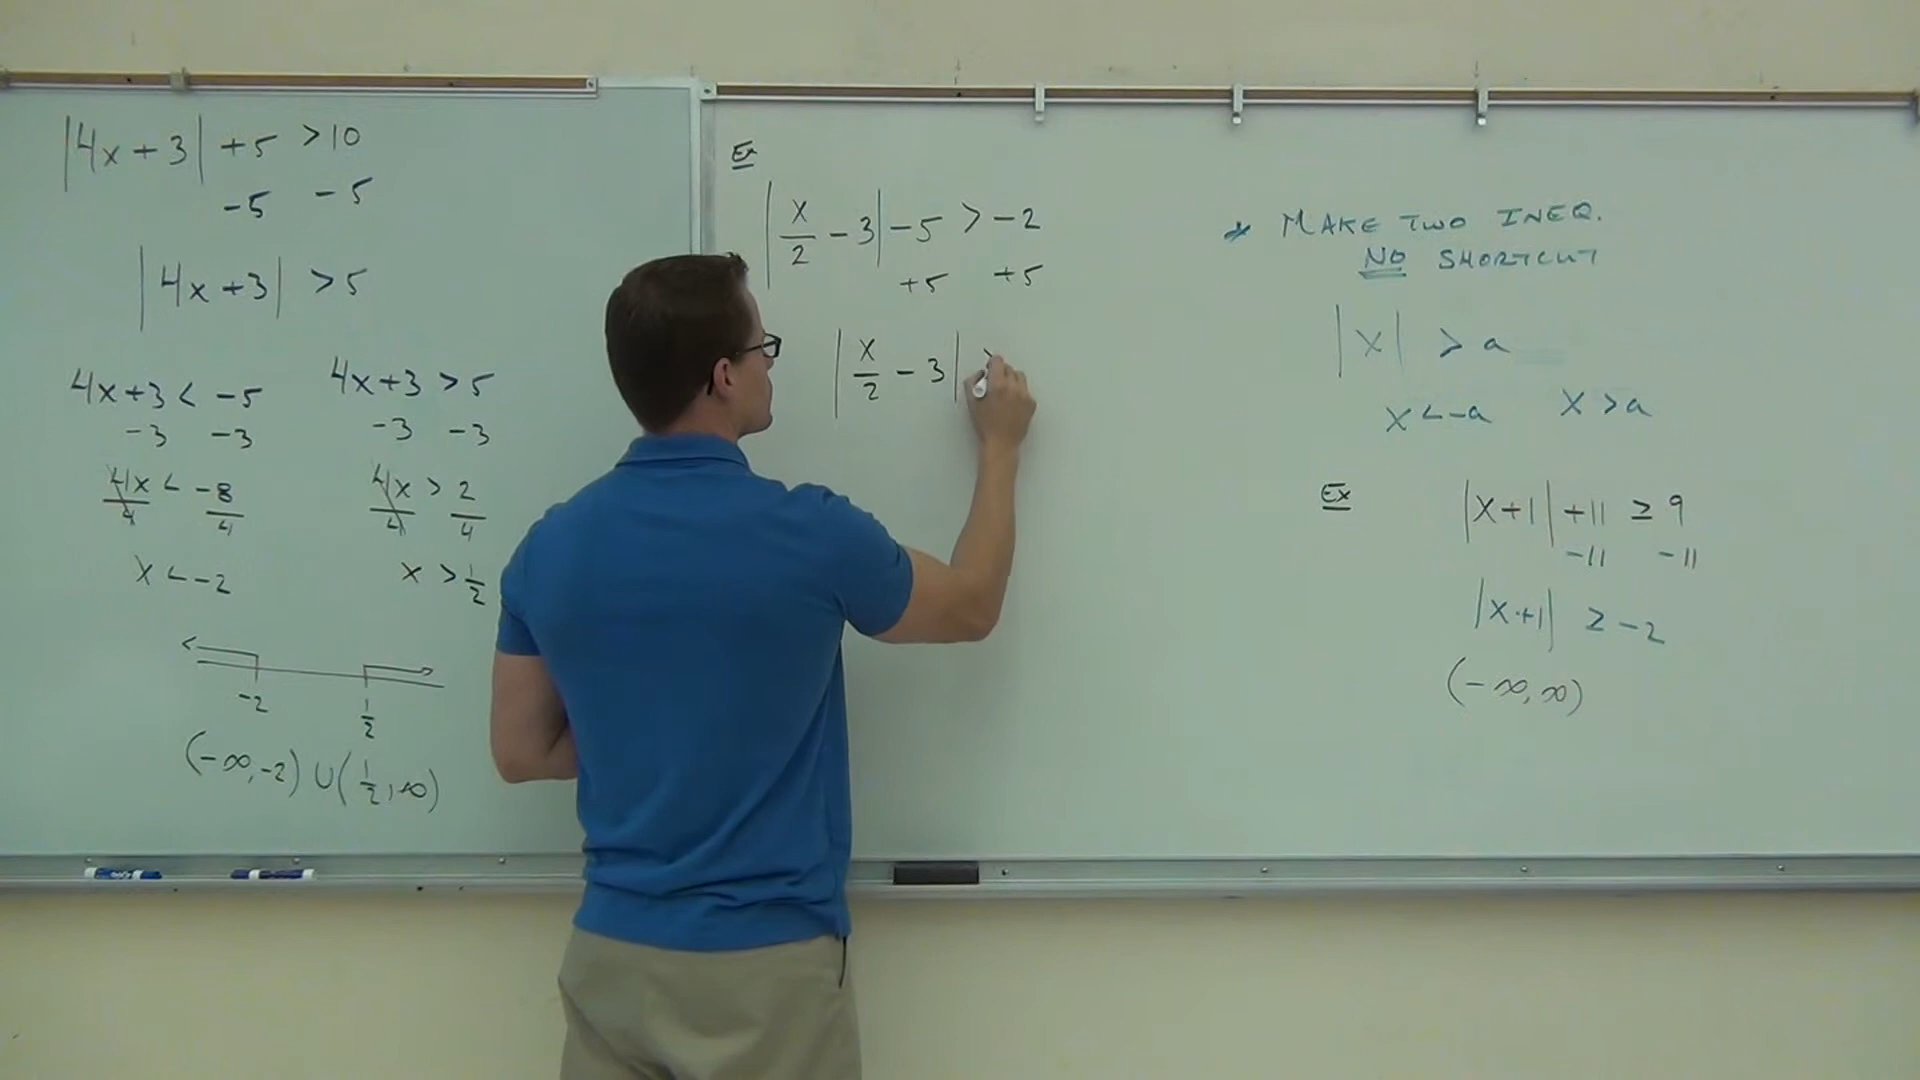 |4x+3| +5 >10
-5 -5
|4x+3| >5
4x+3 < -5
-3 -3
4x < -8
4 4
x < -2
4x+3 > 5
-3 -3
4x > 2
4 4
x > 1/2
-2 1/2
(-∞,-2) ∪ (1/2,∞)
Ex
|x/2 - 3| - 5 > -2
+5 +5
|x/2 - 3| >
* MAKE TWO INEQ.
NO SHORTCUT
|x| > a
x < -a x > a
Ex
|x+1| +11 ≥ 9
-11 -11
|x+1| ≥ -2
(-∞,∞)